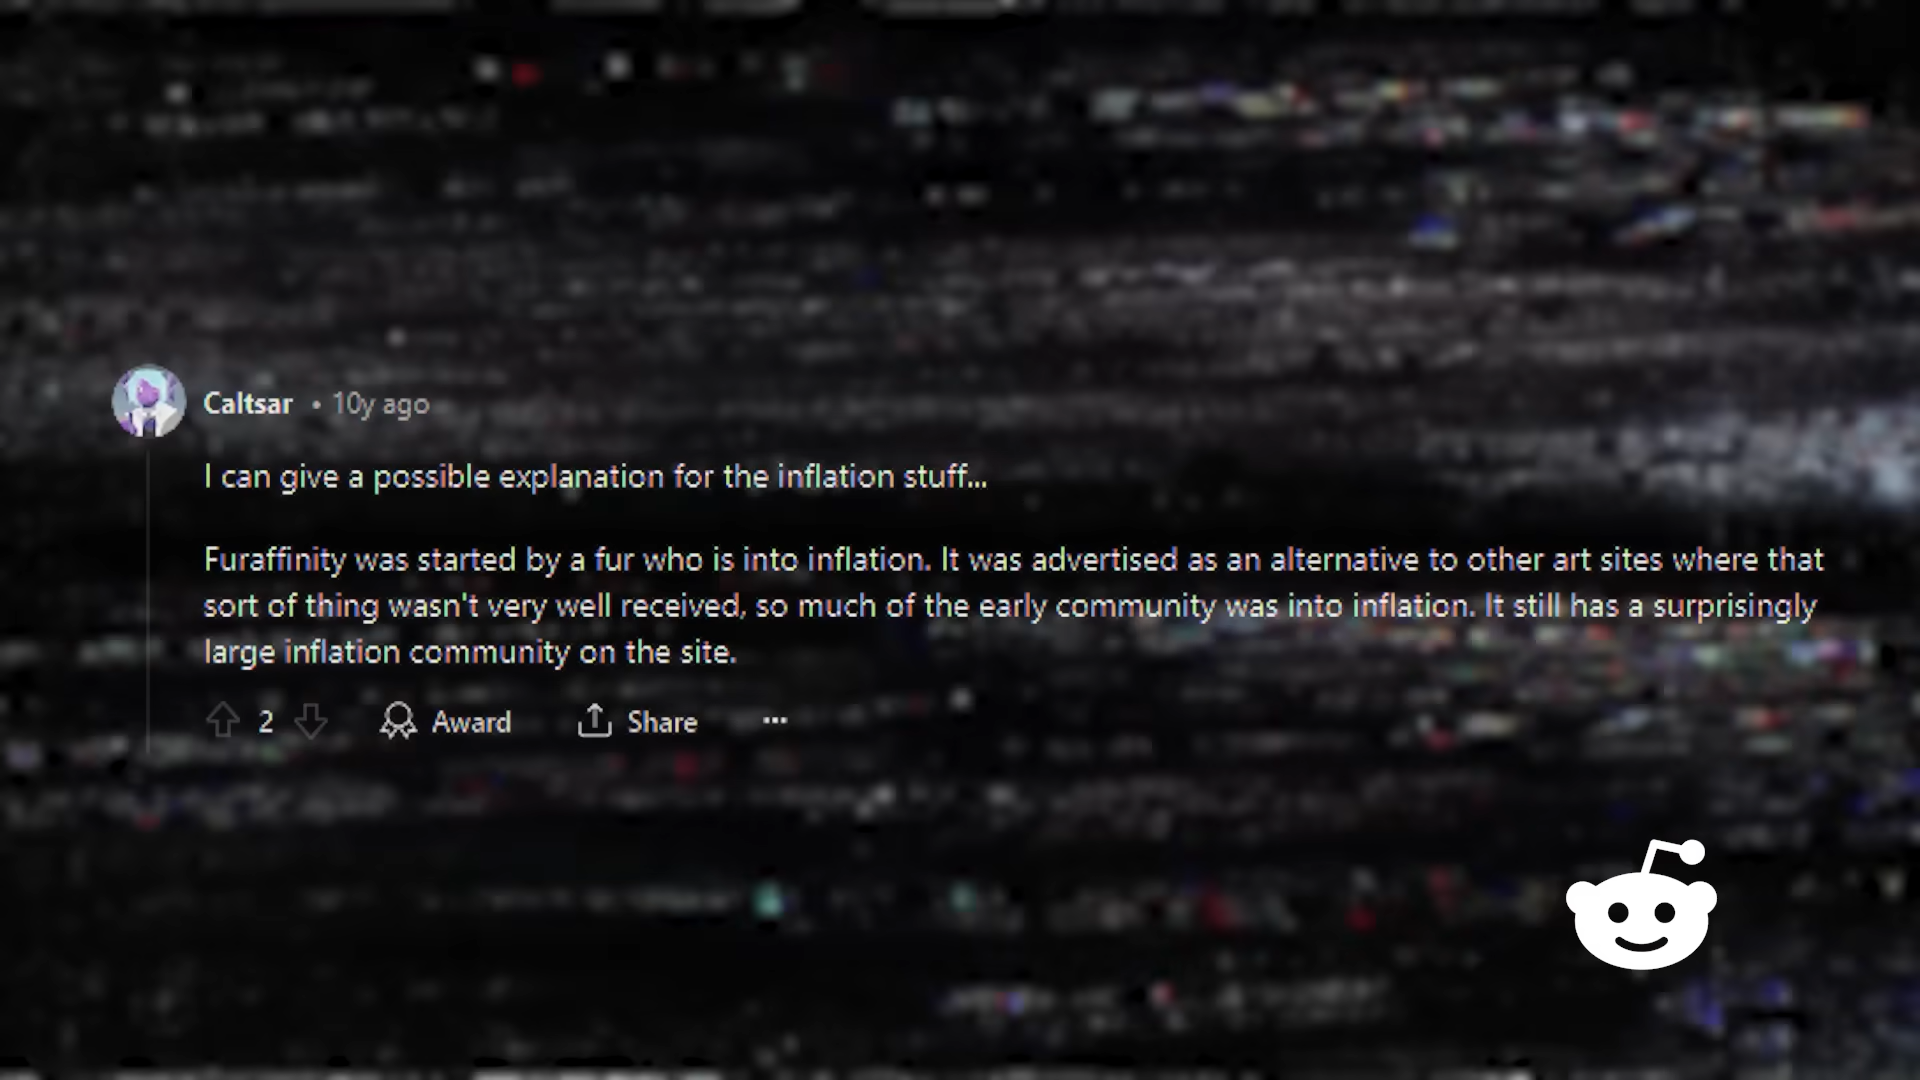 Caltsar • 10y ago
I can give a possible explanation for the inflation stuff...
Furaffinity was started by a fur who is into inflation. It was advertised as an alternative to other art sites where that
sort of thing wasn't very well received, so much of the early community was into inflation. It still has a surprisingly
large inflation community on the site.
2 Award Share ...